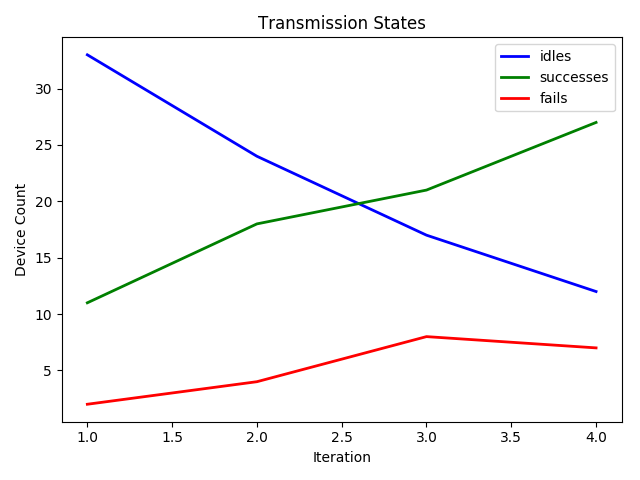 Transmission States
idles
successes
fails
Device Count
30
25
20
15
10
5
1.0 1.5 2.0 2.5 3.0 3.5 4.0
Iteration